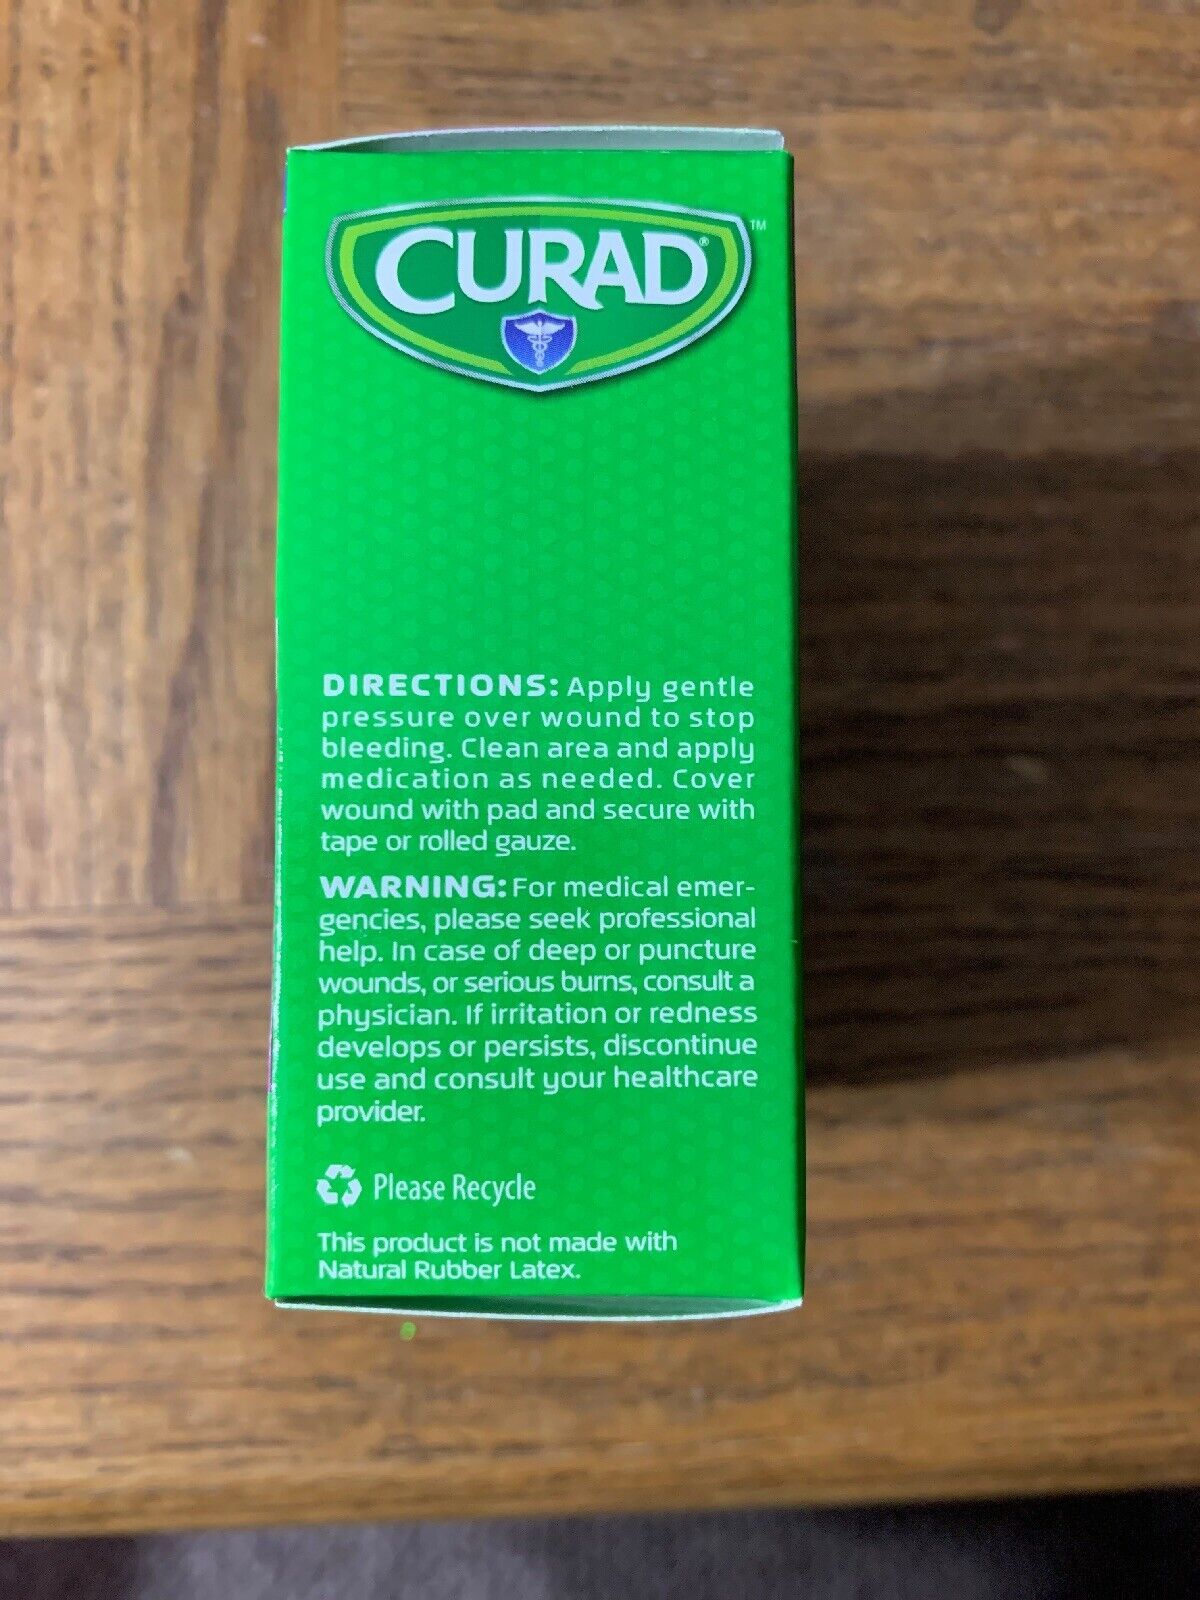 CURAD® ™
DIRECTIONS: Apply gentle
pressure over wound to stop
bleeding. Clean area and apply
medication as needed. Cover
wound with pad and secure with
tape or rolled gauze.
WARNING: For medical emer-
gencies, please seek professional
help. In case of deep or puncture
wounds, or serious burns, consult a
physician. If irritation or redness
develops or persists, discontinue
use and consult your healthcare
provider.
Please Recycle
This product is not made with
Natural Rubber Latex.